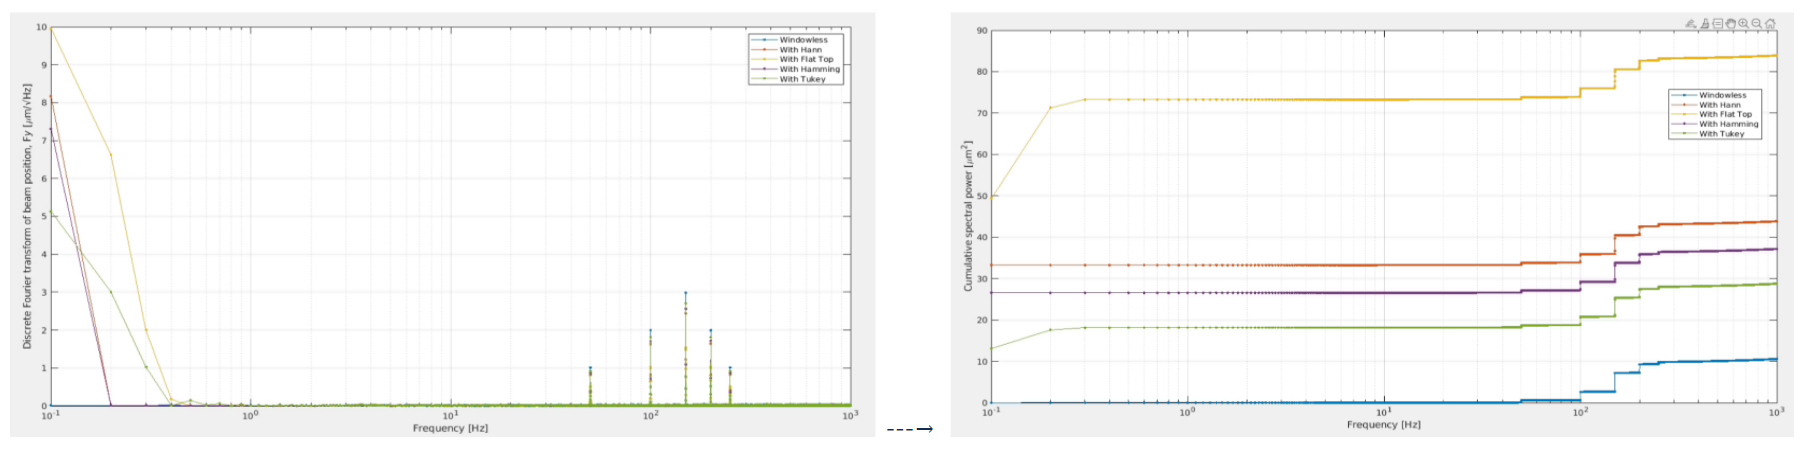 Discrete Fourier transform of beam position, Fy [μm/√Hz]
10
9
8
7
6
5
4
3
2
1
0
Windowless
With Hann
With Flat Top
With Hamming
With Tukey
10-1
100
101
102
103
Frequency [Hz]
Cumulative spectral power [μm2]
90
80
70
60
50
40
30
20
10
0
Windowless
With Hann
With Flat Top
With Hamming
With Tukey
10-1
100
101
102
103
Frequency [Hz]